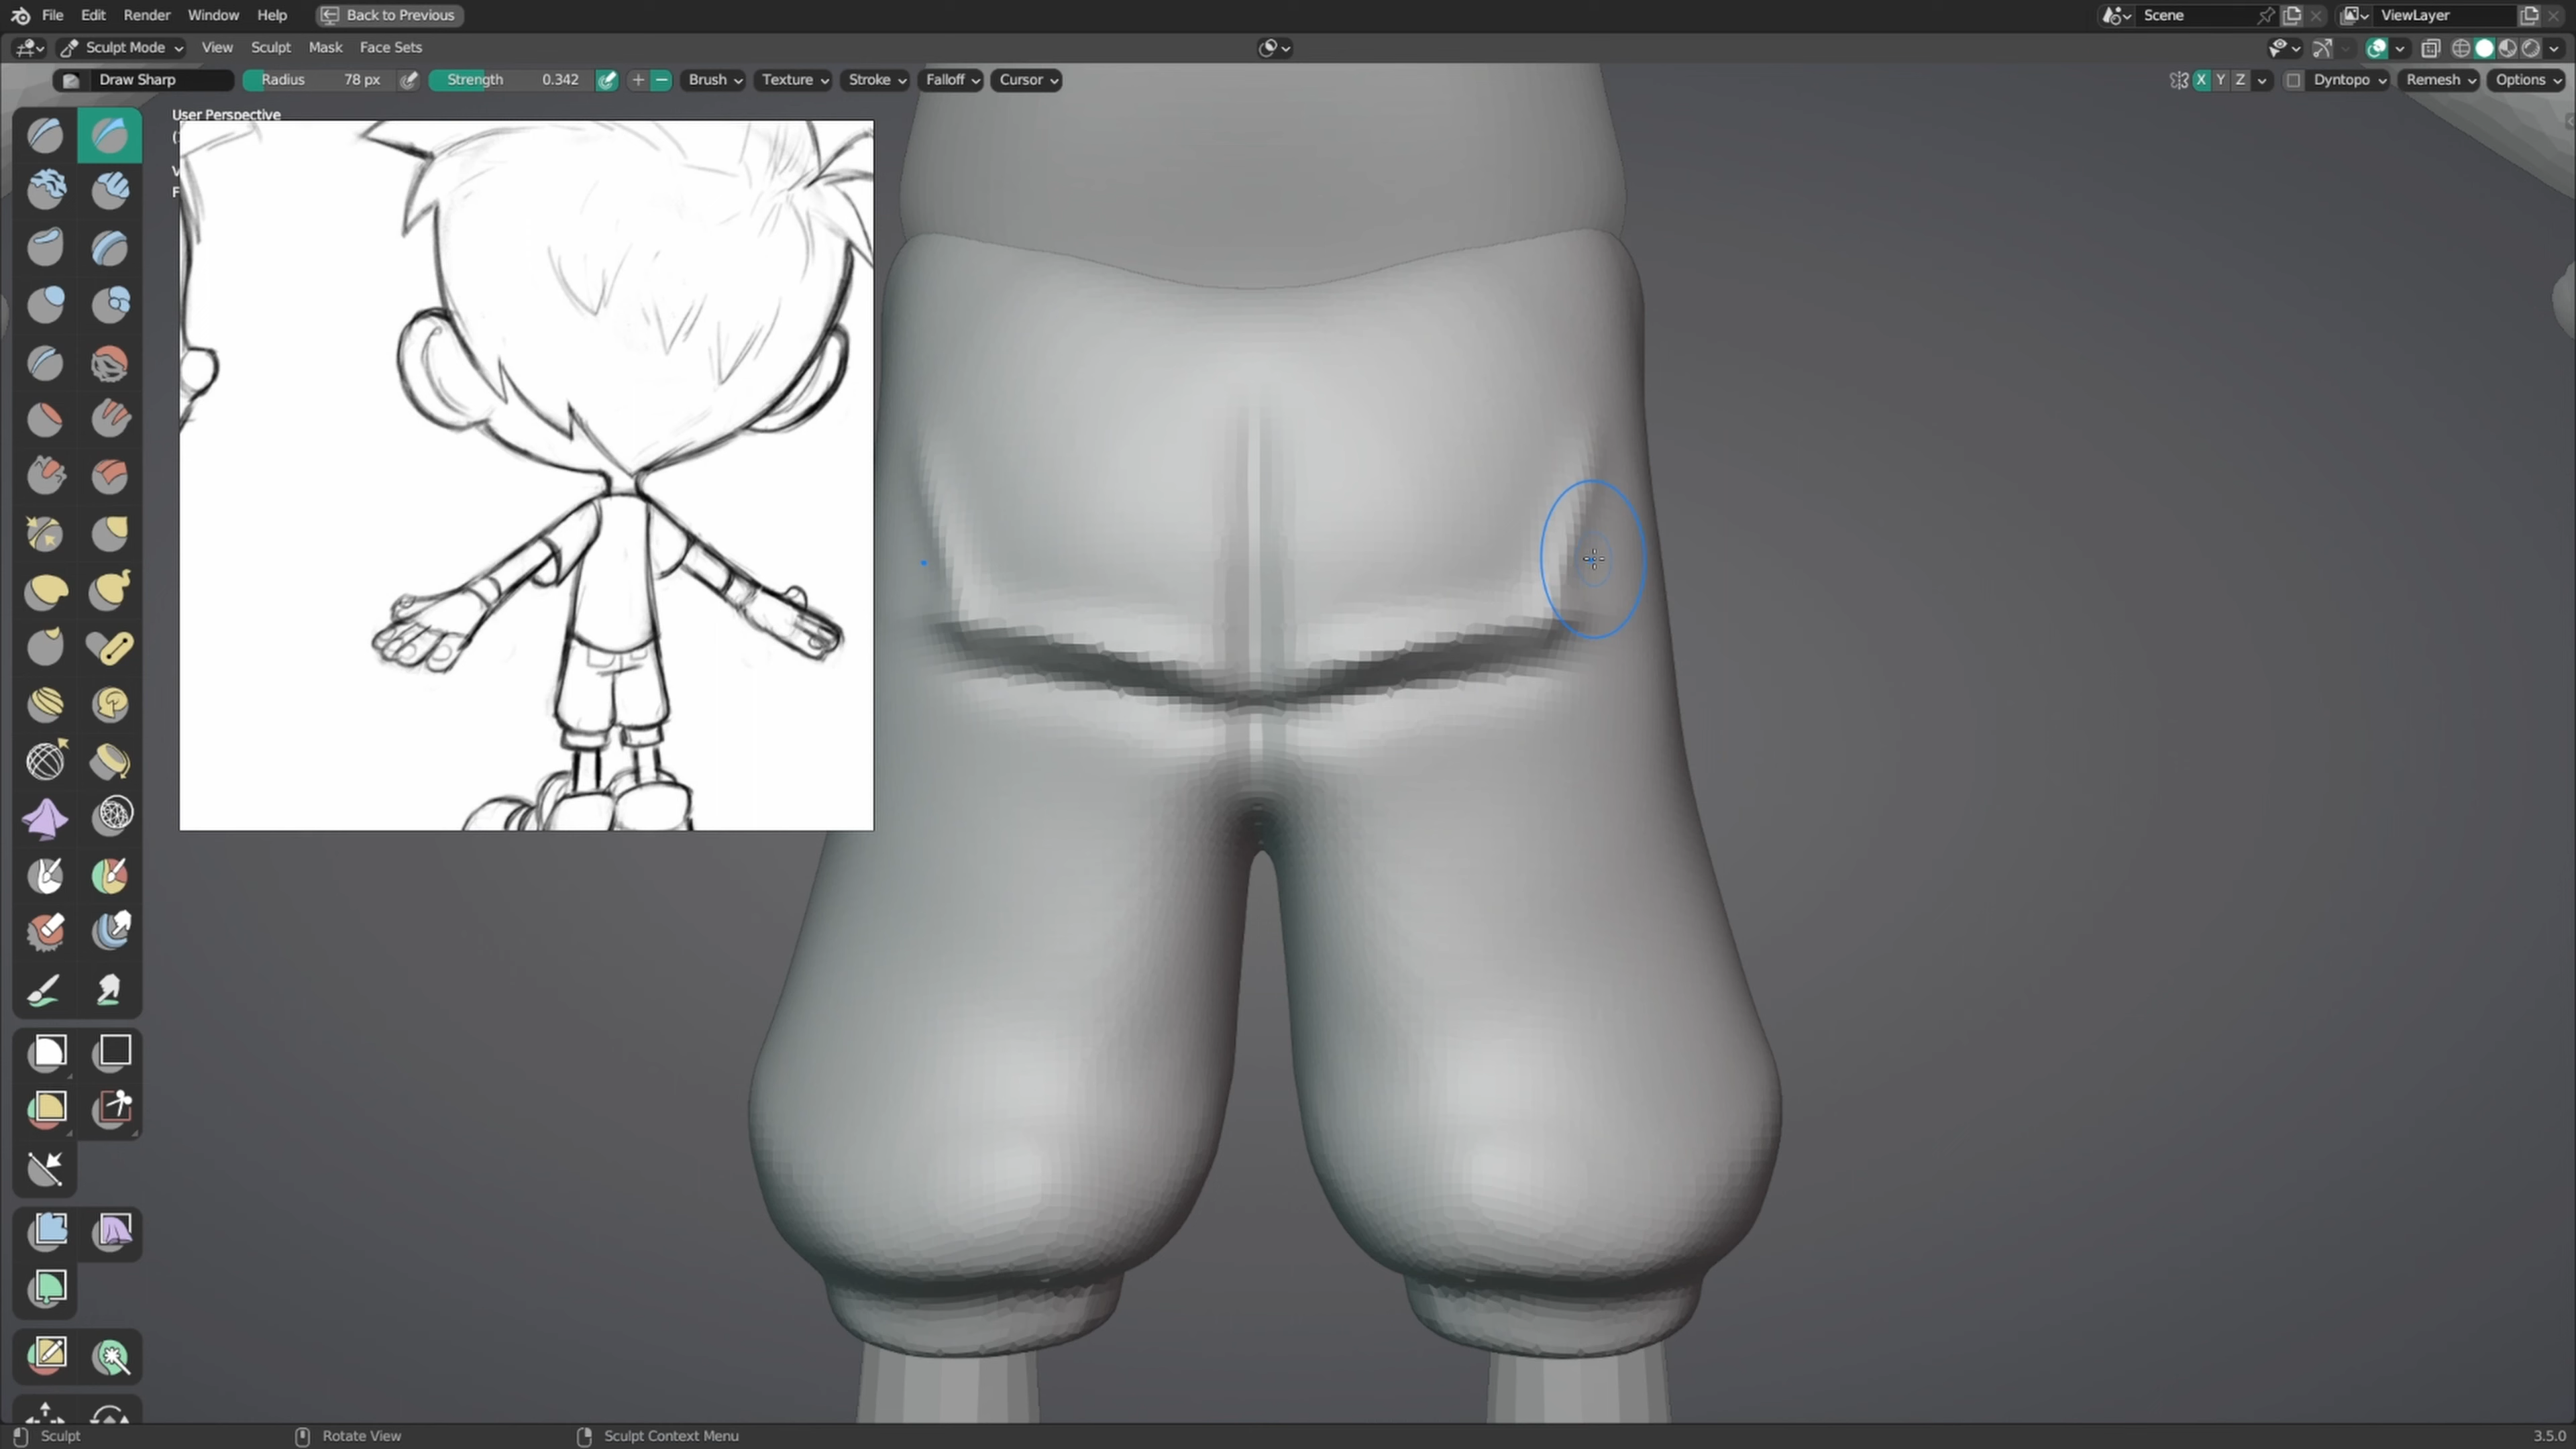 File Edit Render Window Help Back to Previous Scene ViewLayer
Sculpt Mode View Sculpt Mask Face Sets
Draw Sharp Radius 78 px Strength 0.342 Brush Texture Stroke Falloff Cursor X Y Z Dyntopo Remesh Options
User Perspective
(
V
F
Sculpt Rotate View Sculpt Context Menu 3.5.0